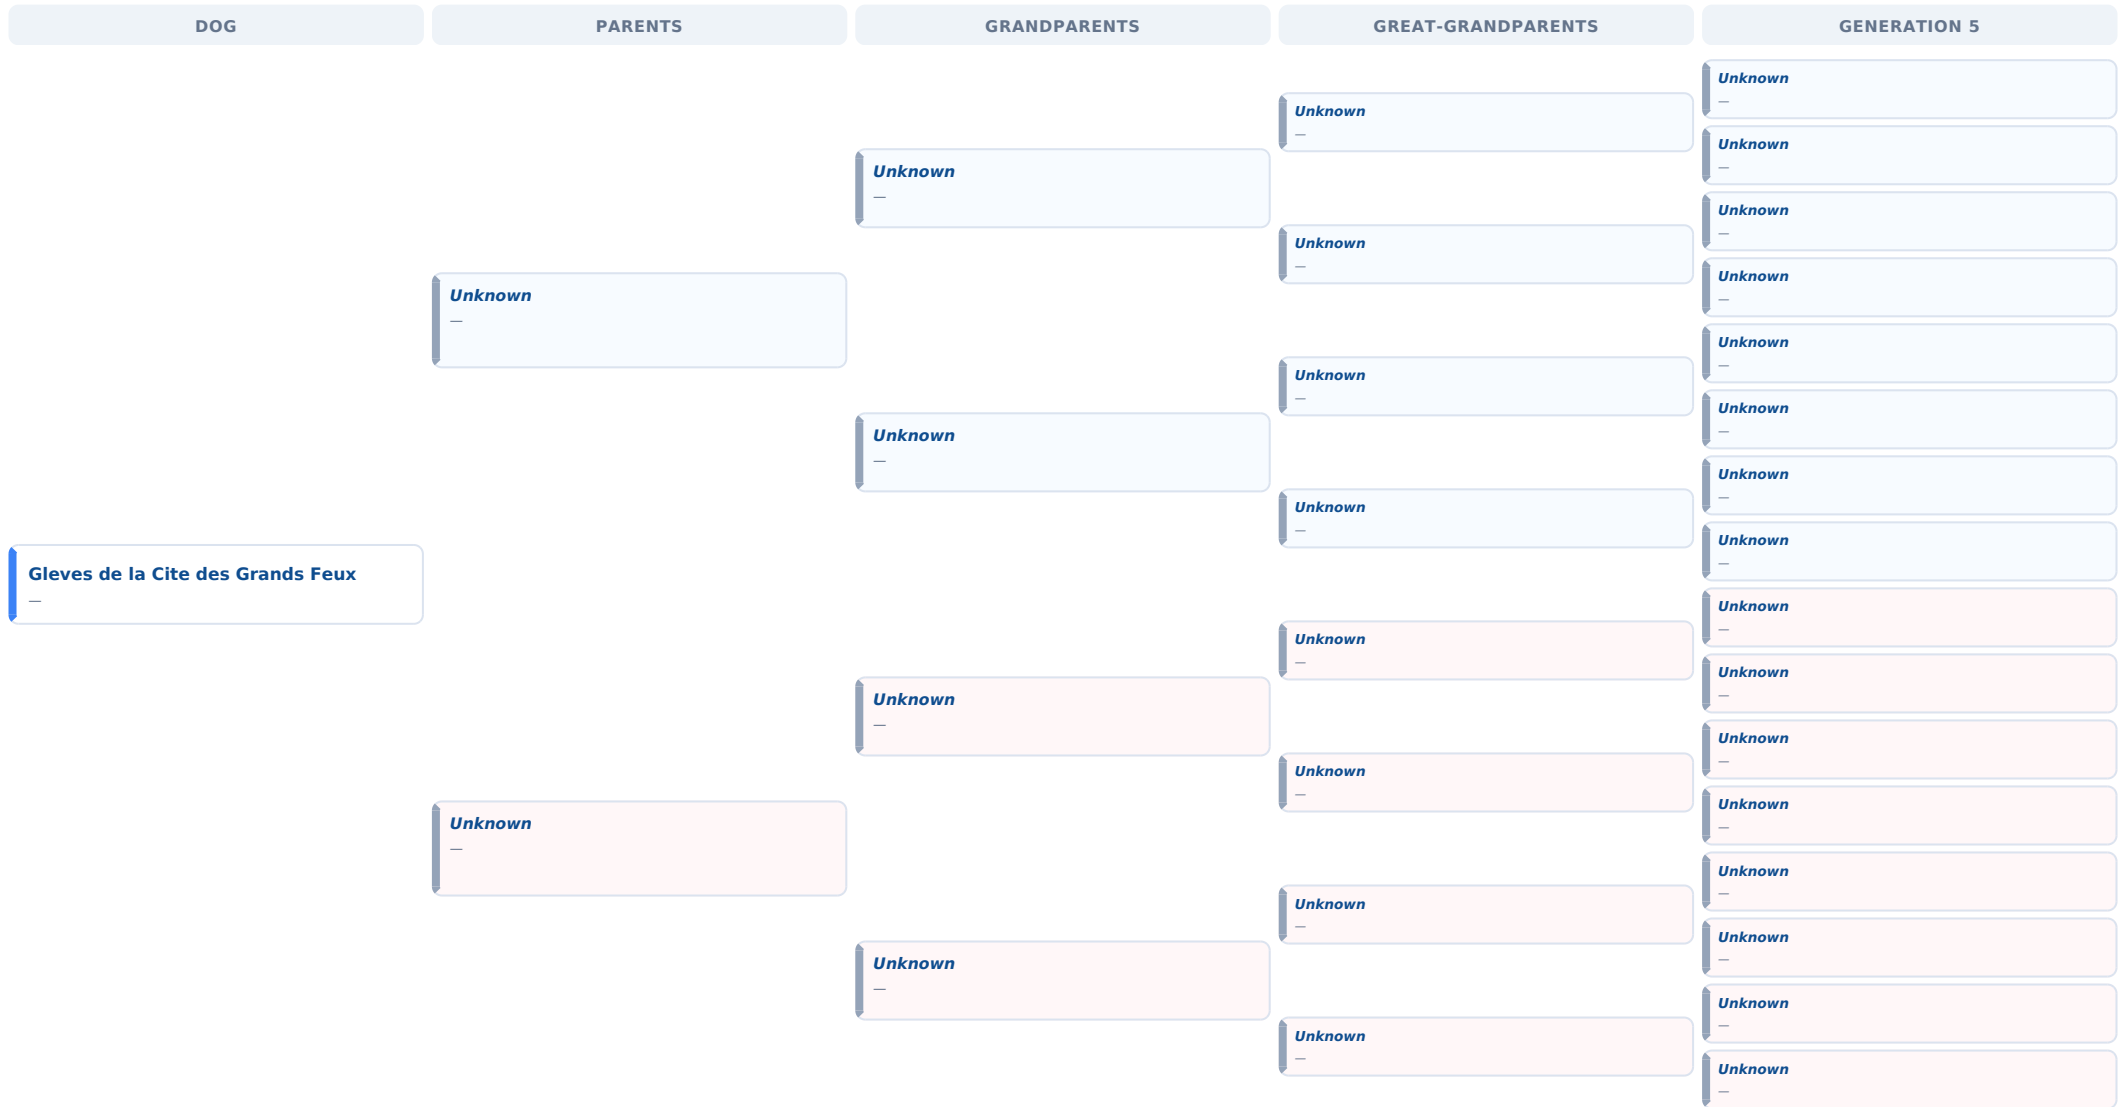 DOG
PARENTS
GRANDPARENTS
GREAT-GRANDPARENTS
GENERATION 5
Gleves de la Cite des Grands Feux
—
Unknown
—
Unknown
—
Unknown
—
Unknown
—
Unknown
—
Unknown
—
Unknown
—
Unknown
—
Unknown
—
Unknown
—
Unknown
—
Unknown
—
Unknown
—
Unknown
—
Unknown
—
Unknown
—
Unknown
—
Unknown
—
Unknown
—
Unknown
—
Unknown
—
Unknown
—
Unknown
—
Unknown
—
Unknown
—
Unknown
—
Unknown
—
Unknown
—
Unknown
—
Unknown
—